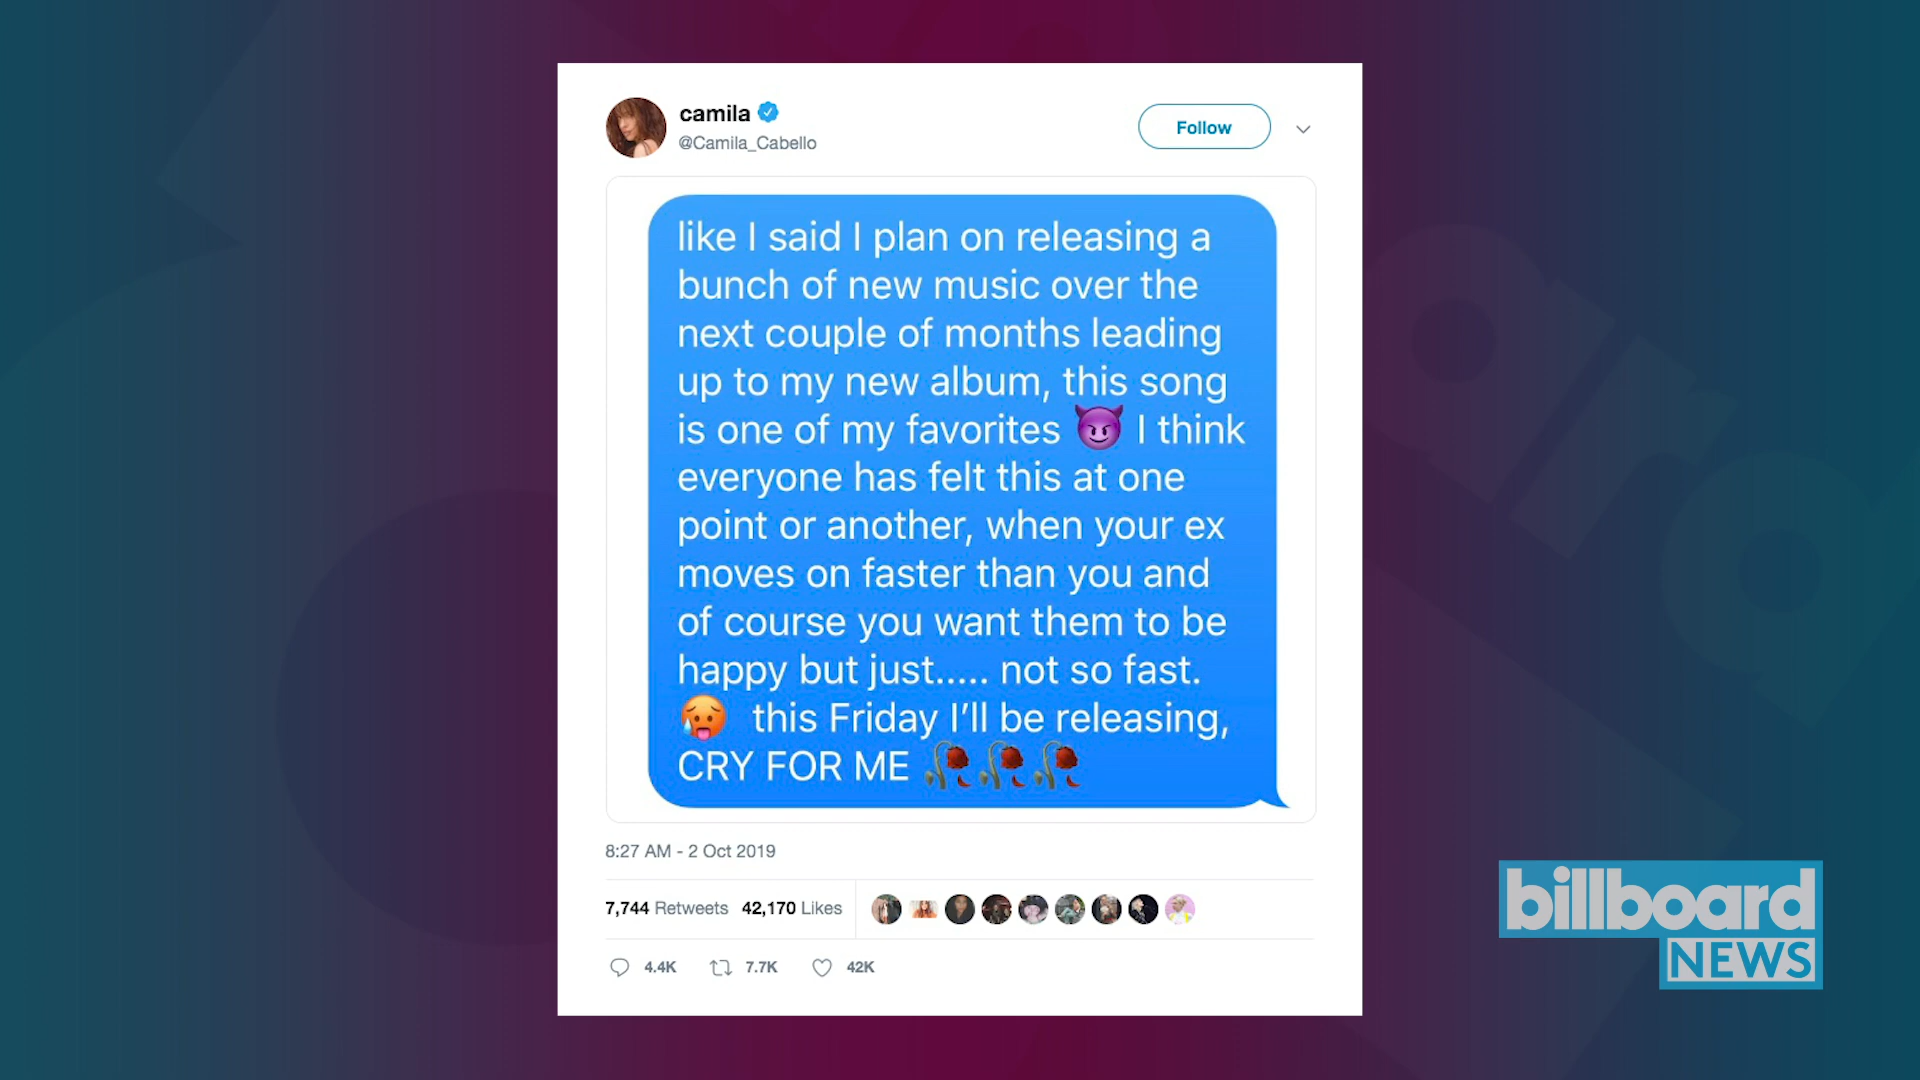 camila
@Camila_Cabello
Follow
like I said I plan on releasing a
bunch of new music over the
next couple of months leading
up to my new album, this song
is one of my favorites 😈 I think
everyone has felt this at one
point or another, when your ex
moves on faster than you and
of course you want them to be
happy but just..... not so fast.
🥵 this Friday I’ll be releasing,
CRY FOR ME 🥀🥀🥀
8:27 AM - 2 Oct 2019
7,744 Retweets 42,170 Likes
4.4K 7.7K 42K
billboard
NEWS